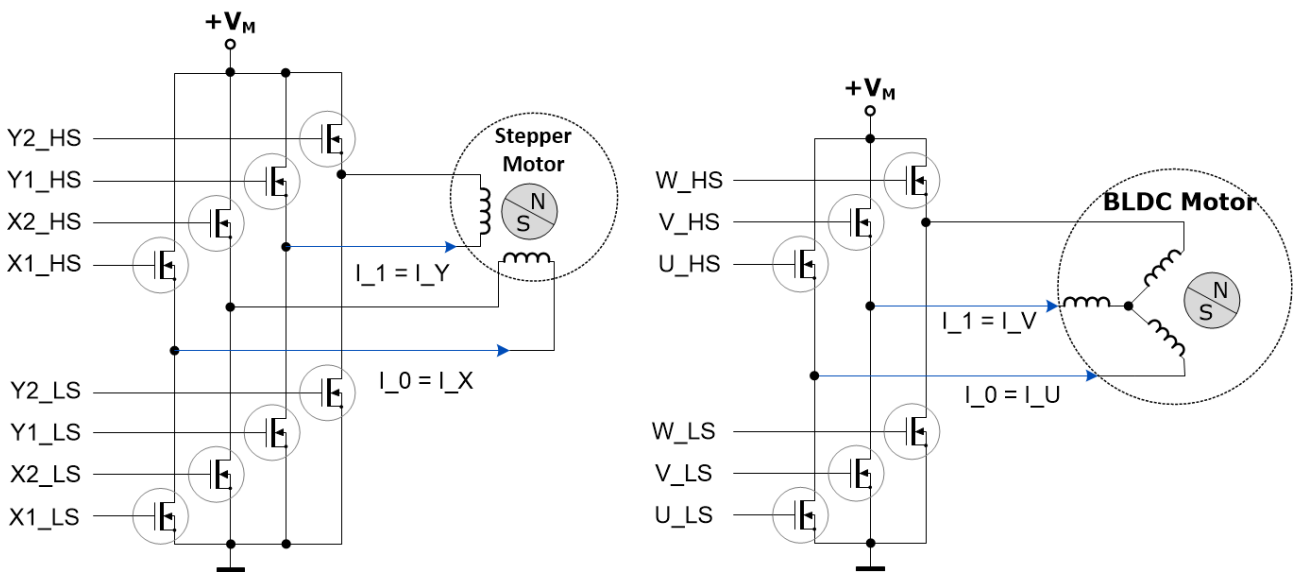 +VM
Y2_HS
Y1_HS
X2_HS
X1_HS
Stepper
Motor
N
S
I_1 = I_Y
I_0 = I_X
Y2_LS
Y1_LS
X2_LS
X1_LS
+VM
W_HS
V_HS
U_HS
BLDC Motor
N
S
I_1 = I_V
I_0 = I_U
W_LS
V_LS
U_LS